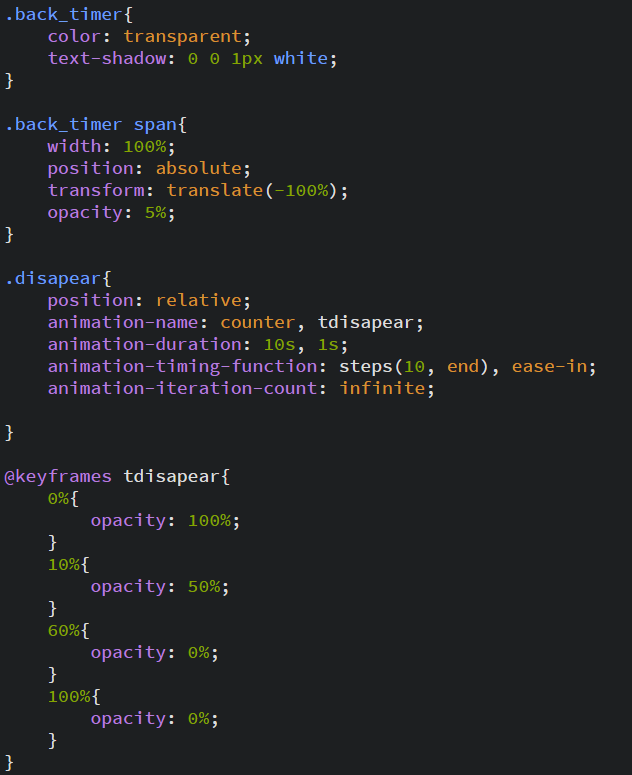 .back_timer{
    color: transparent;
    text-shadow: 0 0 1px white;
}

.back_timer span{
    width: 100%;
    position: absolute;
    transform: translate(-100%);
    opacity: 5%;
}

.disapear{
    position: relative;
    animation-name: counter, tdisapear;
    animation-duration: 10s, 1s;
    animation-timing-function: steps(10, end), ease-in;
    animation-iteration-count: infinite;

}

@keyframes tdisapear{
    0%{
        opacity: 100%;
    }
    10%{
        opacity: 50%;
    }
    60%{
        opacity: 0%;
    }
    100%{
        opacity: 0%;
    }
}